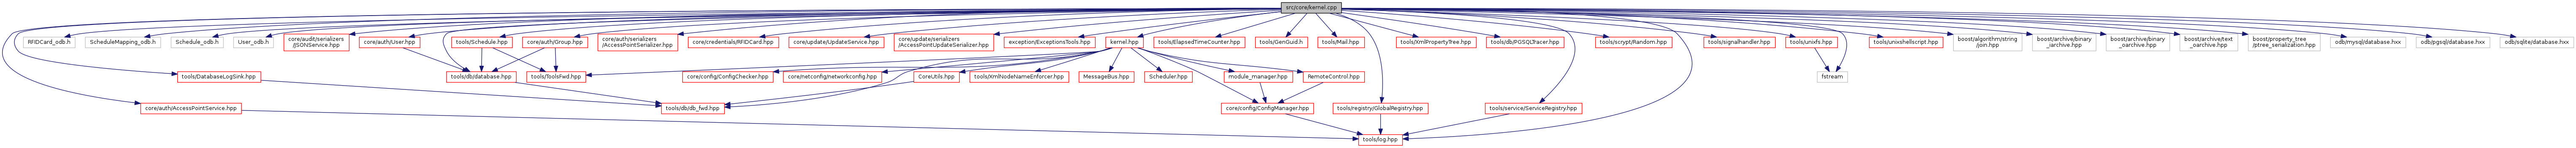 src/core/kernel.cpp
RFIDCard_odb.h
ScheduleMapping_odb.h
Schedule_odb.h
User_odb.h
core/audit/serializers
/JSONService.hpp
core/auth/User.hpp
tools/Schedule.hpp
core/auth/Group.hpp
core/auth/serializers
/AccessPointSerializer.hpp
core/credentials/RFIDCard.hpp
core/update/UpdateService.hpp
core/update/serializers
/AccessPointUpdateSerializer.hpp
exception/ExceptionsTools.hpp
kernel.hpp
tools/ElapsedTimeCounter.hpp
tools/GenGuid.h
tools/Mail.hpp
tools/XmlPropertyTree.hpp
tools/db/PGSQLTracer.hpp
tools/scrypt/Random.hpp
tools/signalhandler.hpp
tools/unixfs.hpp
tools/unixshellscript.hpp
boost/algorithm/string
/join.hpp
boost/archive/binary
_iarchive.hpp
boost/archive/binary
_oarchive.hpp
boost/archive/text
_oarchive.hpp
boost/property_tree
/ptree_serialization.hpp
odb/mysql/database.hxx
odb/pgsql/database.hxx
odb/sqlite/database.hxx
tools/DatabaseLogSink.hpp
tools/db/database.hpp
tools/ToolsFwd.hpp
core/config/ConfigChecker.hpp
core/netconfig/networkconfig.hpp
CoreUtils.hpp
tools/XmlNodeNameEnforcer.hpp
MessageBus.hpp
Scheduler.hpp
module_manager.hpp
RemoteControl.hpp
fstream
core/auth/AccessPointService.hpp
tools/db/db_fwd.hpp
core/config/ConfigManager.hpp
tools/registry/GlobalRegistry.hpp
tools/service/ServiceRegistry.hpp
tools/log.hpp